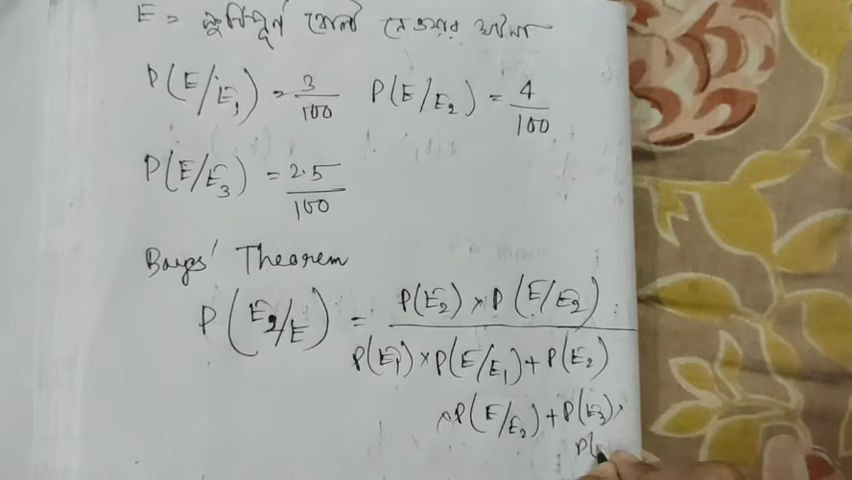 E = ত্রুটিপূর্ণ বোল্ট নেওয়ার ঘটনা
P(E/E₁) = 3/100 P(E/E₂) = 4/100
P(E/E₃) = 2.5/100
Bayes' Theorem
P(E₂/E) = P(E₂) × P(E/E₂)
P(E₁) × P(E/E₁) + P(E₂)
× P(E/E₂) + P(E₃) ×
P(